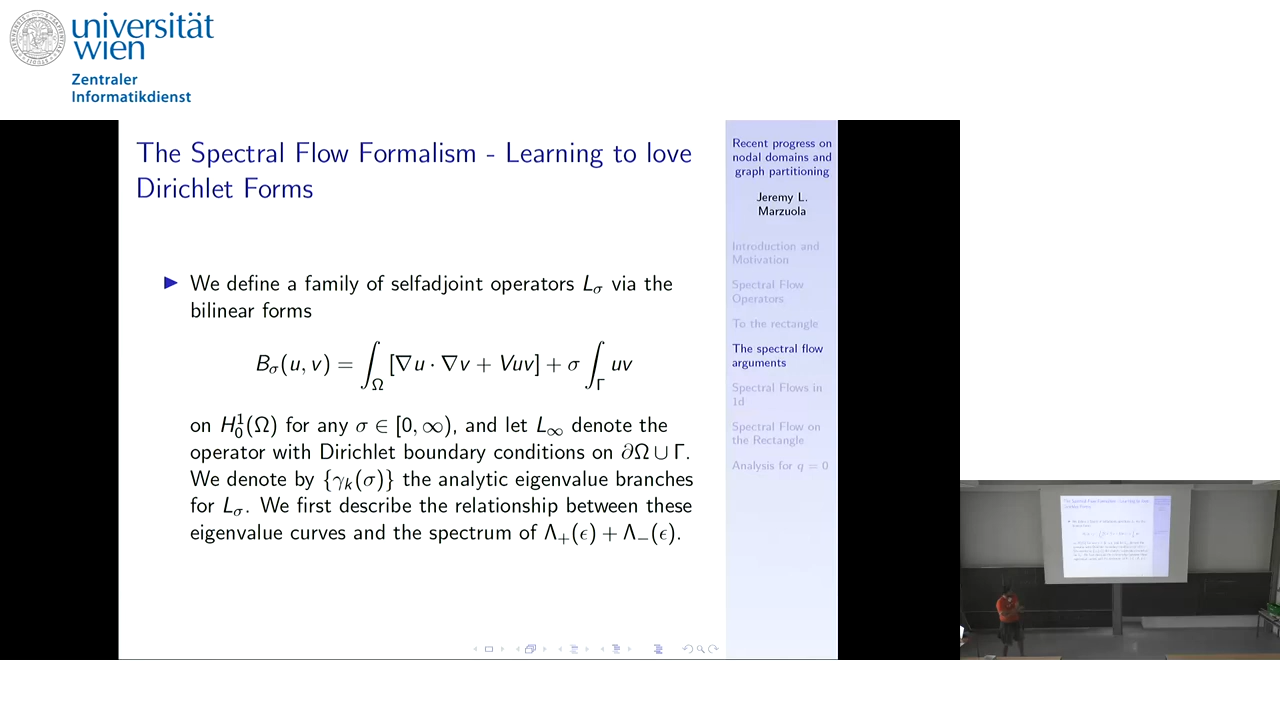 universität
wien
Zentraler
Informatikdienst
The Spectral Flow Formalism - Learning to love
Dirichlet Forms
We define a family of selfadjoint operators L_σ via the
bilinear forms
B_σ(u, v) = ∫_Ω [∇u · ∇v + Vuv] + σ ∫_Γ uv
on H_0^1(Ω) for any σ ∈ [0, ∞), and let L_∞ denote the
operator with Dirichlet boundary conditions on ∂Ω ∪ Γ.
We denote by {γ_k(σ)} the analytic eigenvalue branches
for L_σ. We first describe the relationship between these
eigenvalue curves and the spectrum of Λ_+(ϵ) + Λ_−(ϵ).
Recent progress on
nodal domains and
graph partitioning
Jeremy L.
Marzuola
Introduction and
Motivation
Spectral Flow
Operators
To the rectangle
The spectral flow
arguments
Spectral Flows in
1d
Spectral Flow on
the Rectangle
Analysis for q = 0